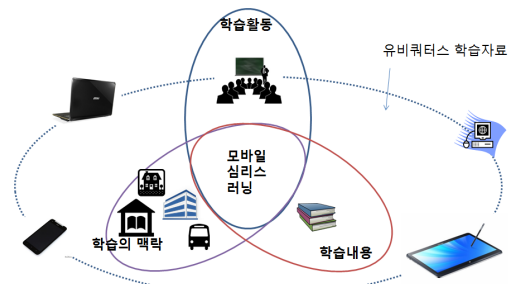 학습활동
유비쿼터스 학습자료
모바일
심리스
러닝
학습의 맥락
학습내용